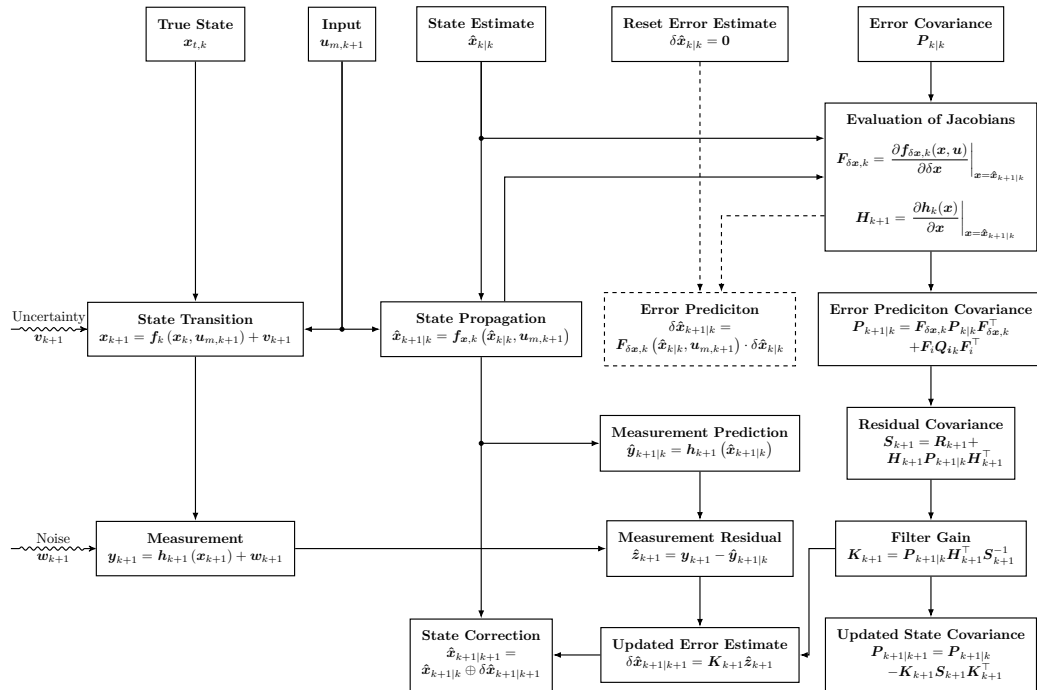 True State
𝒙ₜ,ₖ
Input
𝒖ₘ,ₖ₊₁
State Estimate
x̂_{k|k}
Reset Error Estimate
δx̂_{k|k} = 0
Error Covariance
P_{k|k}
Evaluation of Jacobians
F_{δx,k} = ∂f_{δx,k}(x, u) / ∂δx |_{x=x̂_{k+1|k}}
H_{k+1} = ∂h_k(x) / ∂x |_{x=x̂_{k+1|k}}
Uncertainty
v_{k+1}
State Transition
x_{k+1} = f_k (x_k, u_{m,k+1}) + v_{k+1}
State Propagation
x̂_{k+1|k} = f_{x,k} (x̂_{k|k}, u_{m,k+1})
Error Prediciton
δx̂_{k+1|k} =
F_{δx,k} (x̂_{k|k}, u_{m,k+1}) · δx̂_{k|k}
Error Prediciton Covariance
P_{k+1|k} = F_{δx,k} P_{k|k} F_{δx,k}^⊤
+F_i Q_{ik} F_i^⊤
Measurement Prediction
ŷ_{k+1|k} = h_{k+1} (x̂_{k+1|k})
Residual Covariance
S_{k+1} = R_{k+1} +
H_{k+1} P_{k+1|k} H_{k+1}^⊤
Noise
w_{k+1}
Measurement
y_{k+1} = h_{k+1} (x_{k+1}) + w_{k+1}
Measurement Residual
ẑ_{k+1} = y_{k+1} − ŷ_{k+1|k}
Filter Gain
K_{k+1} = P_{k+1|k} H_{k+1}^⊤ S_{k+1}^{-1}
State Correction
x̂_{k+1|k+1} =
x̂_{k+1|k} ⊕ δx̂_{k+1|k+1}
Updated Error Estimate
δx̂_{k+1|k+1} = K_{k+1} ẑ_{k+1}
Updated State Covariance
P_{k+1|k+1} = P_{k+1|k}
−K_{k+1} S_{k+1} K_{k+1}^⊤